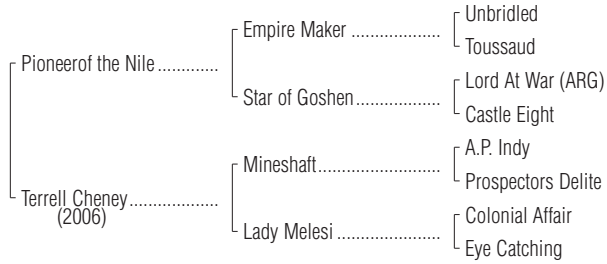 Unbridled
Empire Maker ..................
Toussaud
Pioneerof the Nile ............
Lord At War (ARG)
Star of Goshen .................
Castle Eight
A.P. Indy
Mineshaft.........................
Prospectors Delite
Terrell Cheney..................
(2006)
Colonial Affair
Lady Melesi .....................
Eye Catching